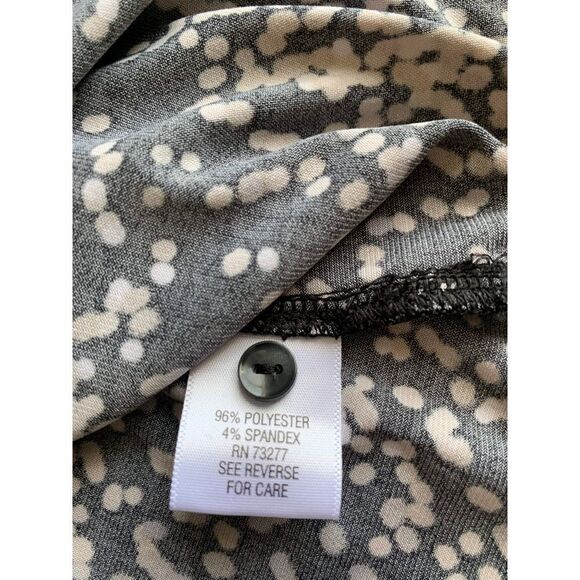 96% POLYESTER
4% SPANDEX
RN 73277
SEE REVERSE
FOR CARE